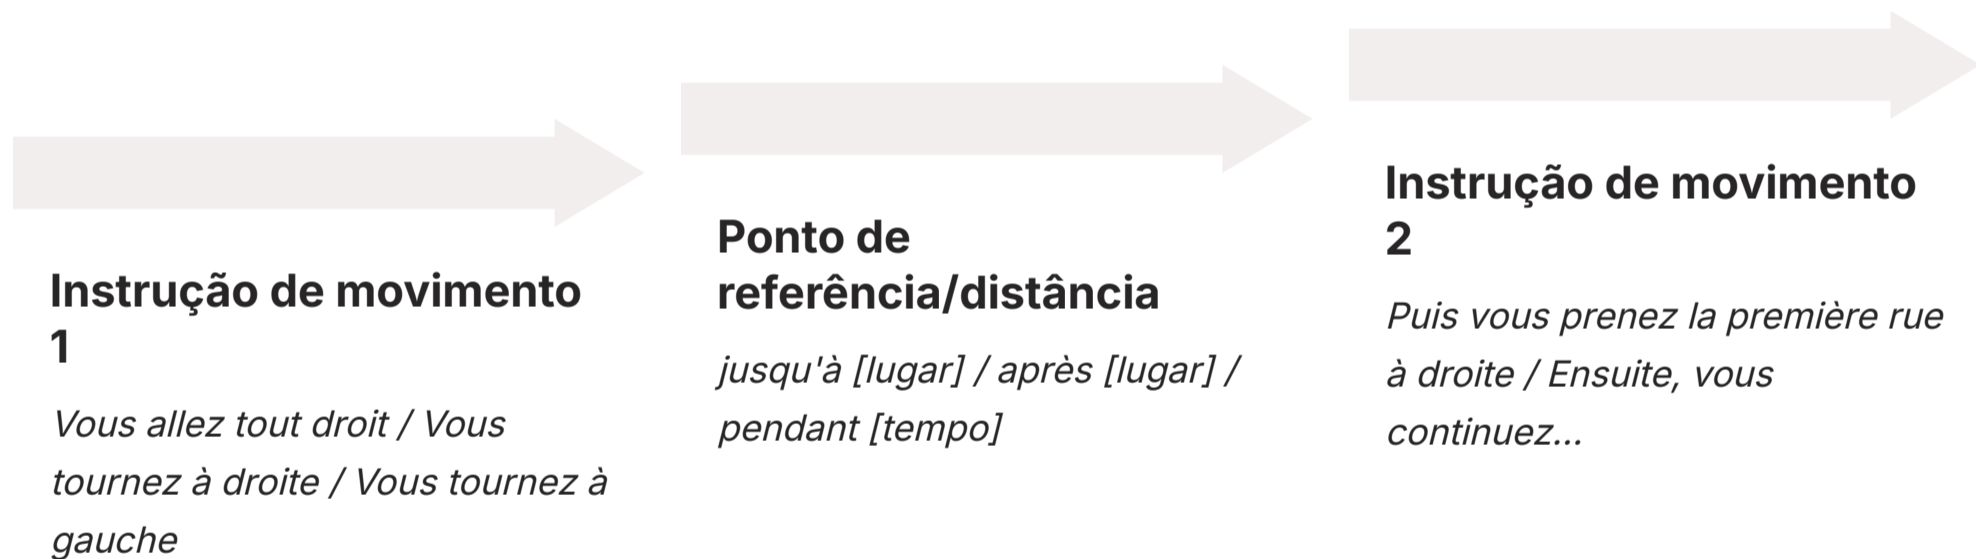 Instrução de movimento
1
Vous allez tout droit / Vous
tournez à droite / Vous tournez à
gauche
Ponto de
referência/distância
jusqu'à [lugar] / après [lugar] /
pendant [tempo]
Instrução de movimento
2
Puis vous prenez la première rue
à droite / Ensuite, vous
continuez...